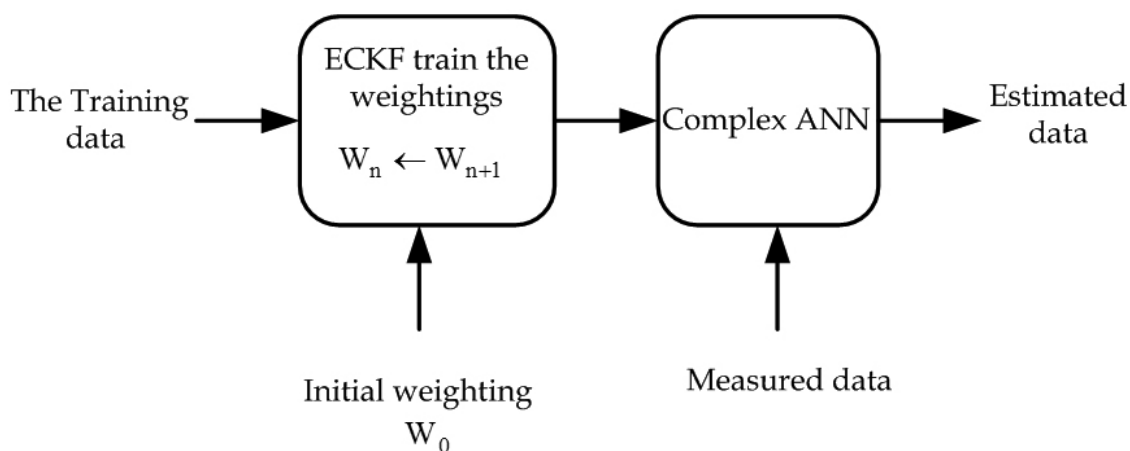 The Training
data
ECKF train the
weightings
Wₙ ← Wₙ₊₁
Complex ANN
Estimated
data
Initial weighting
W₀
Measured data